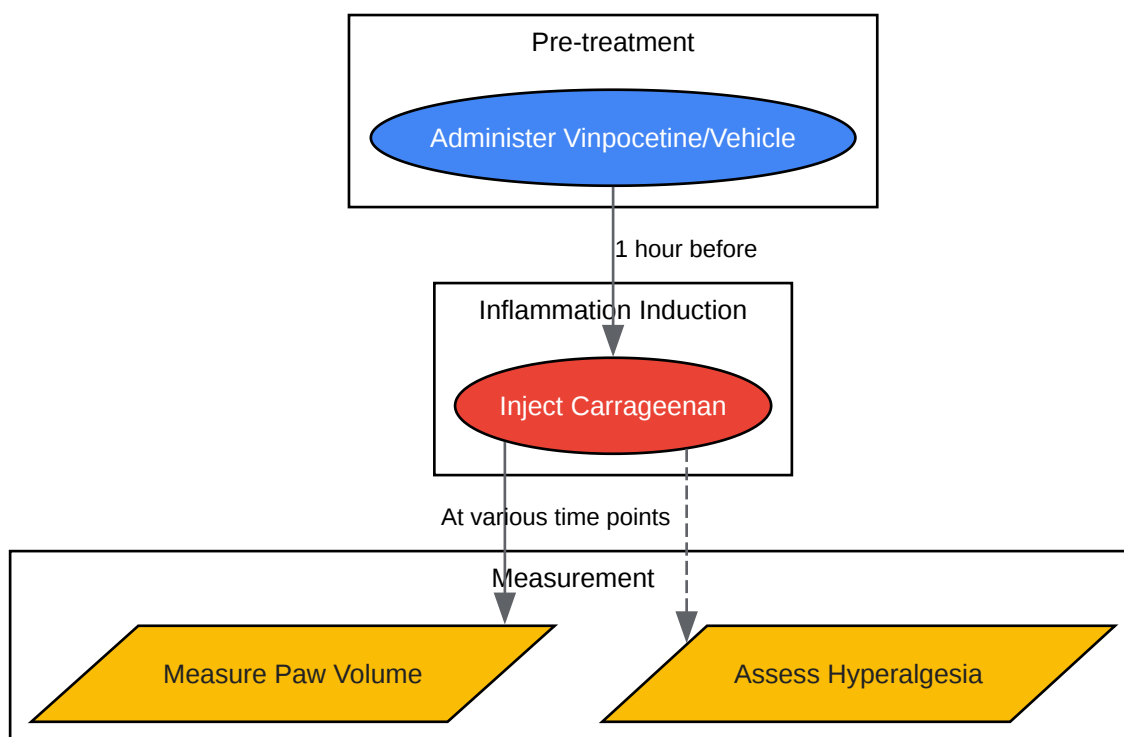 Pre-treatment
Administer Vinpocetine/Vehicle
1 hour before
Inflammation Induction
Inject Carrageenan
At various time points
Measurement
Measure Paw Volume
Assess Hyperalgesia